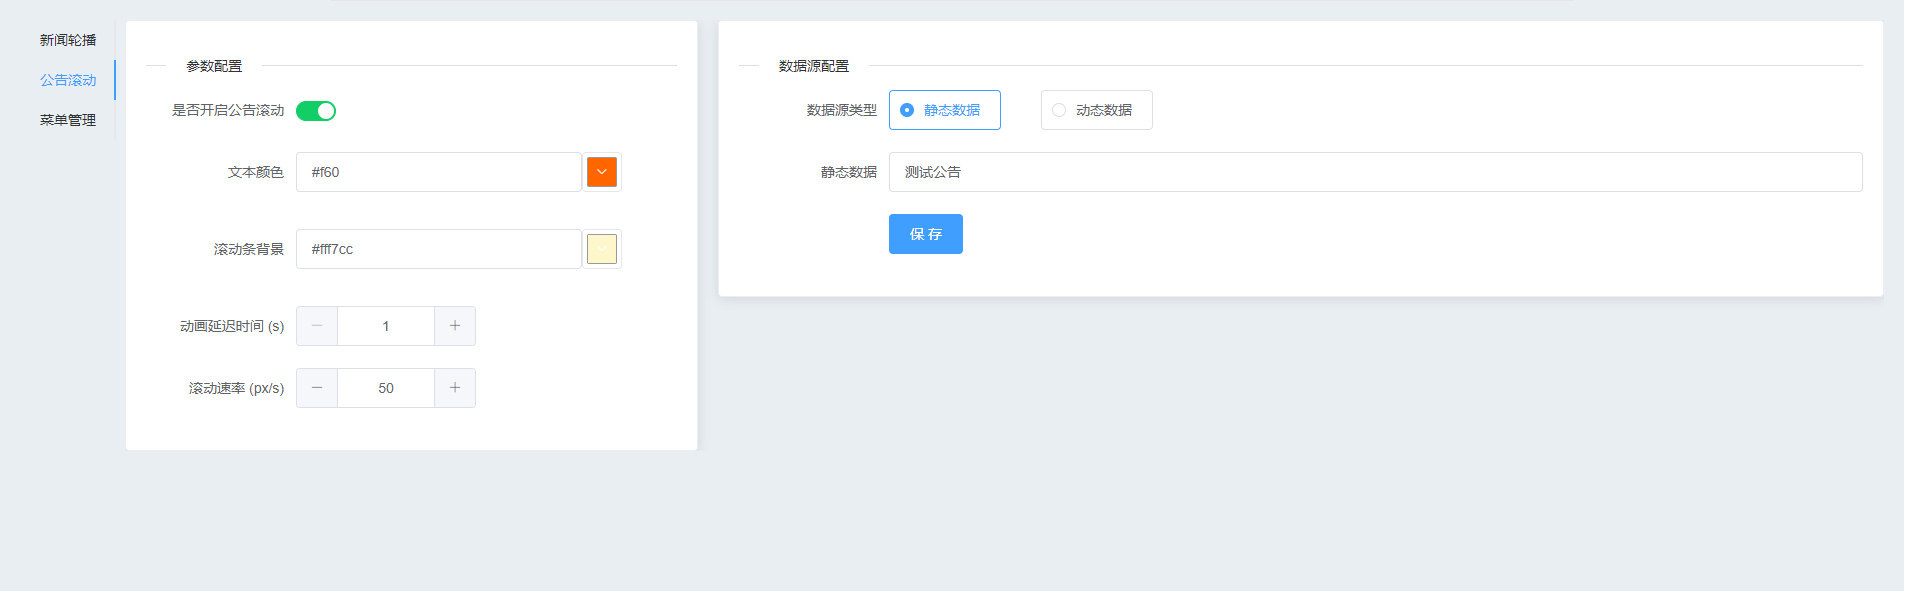 新闻轮播
公告滚动
菜单管理
参数配置
是否开启公告滚动
文本颜色 #f60
滚动条背景 #fff7cc
动画延迟时间 (s) 1
滚动速率 (px/s) 50
数据源配置
数据源类型 静态数据 动态数据
静态数据 测试公告
保 存